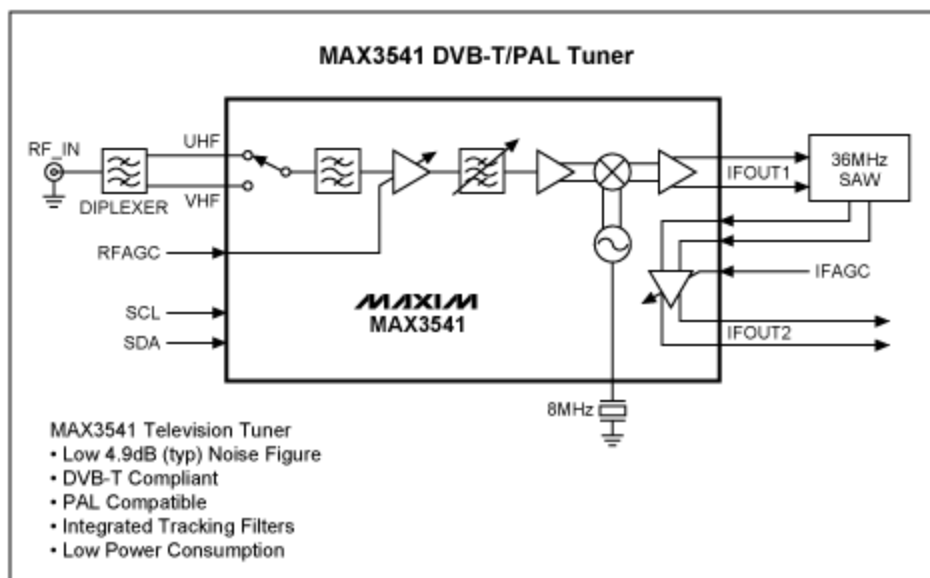 MAX3541 DVB-T/PAL Tuner
RF_IN
UHF
VHF
DIPLEXER
IFOUT1
36MHz
SAW
RFAGC
IFAGC
SCL
SDA
MAXIM
MAX3541
IFOUT2
8MHz
MAX3541 Television Tuner
• Low 4.9dB (typ) Noise Figure
• DVB-T Compliant
• PAL Compatible
• Integrated Tracking Filters
• Low Power Consumption